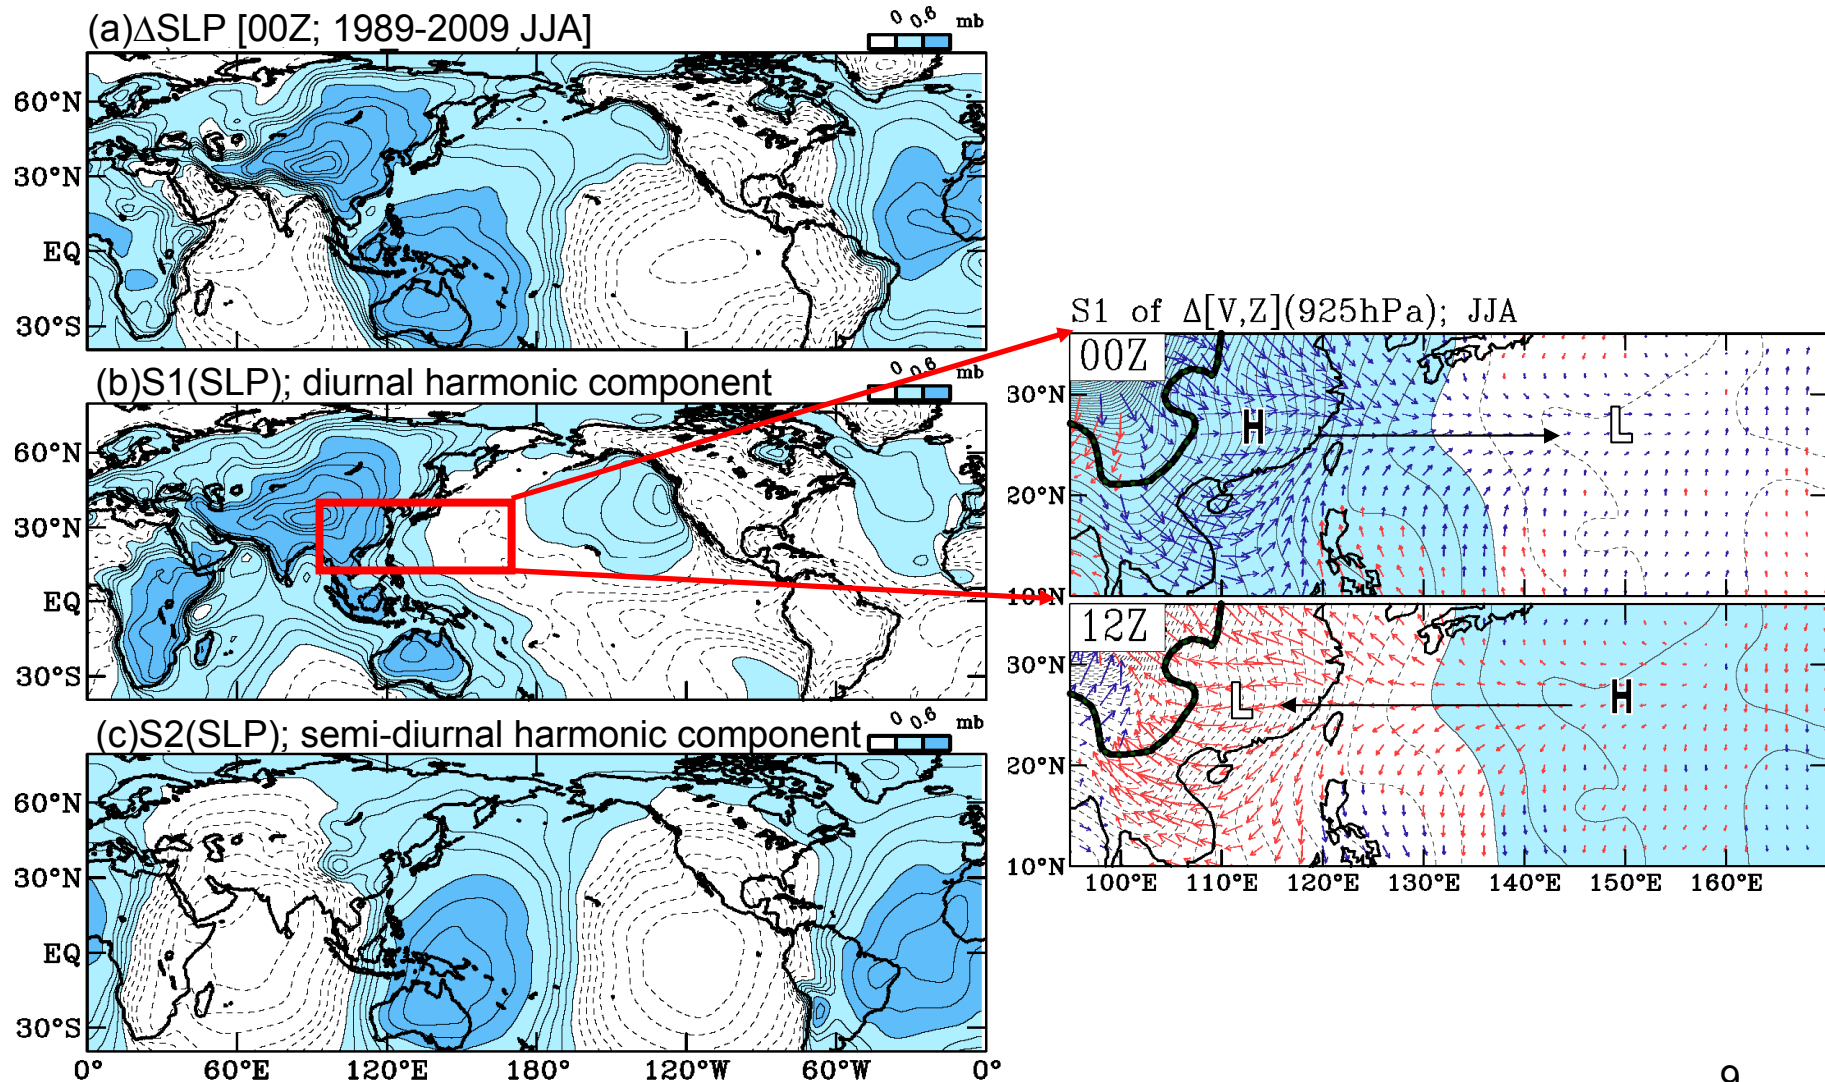 (a)ΔSLP [00Z; 1989-2009 JJA]
0 0.6 mb
60°N
30°N
EQ
30°S
(b)S1(SLP); diurnal harmonic component
0 0.6 mb
60°N
30°N
EQ
30°S
(c)S2(SLP); semi-diurnal harmonic component
0 0.6 mb
60°N
30°N
EQ
30°S
0° 60°E 120°E 180° 120°W 60°W 0°
S1 of Δ[V,Z](925hPa); JJA
00Z
30°N
H L
20°N
10°N
12Z
30°N
L H
20°N
10°N
100°E 110°E 120°E 130°E 140°E 150°E 160°E
9